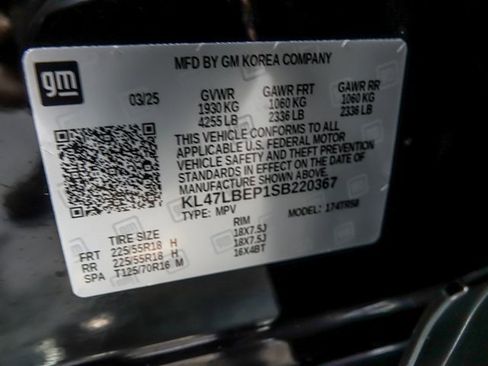 gm
MFD BY GM KOREA COMPANY
03/25 GVWR GAWR FRT GAWR RR
1930 KG 1060 KG 1060 KG
4255 LB 2336 LB 2336 LB
THIS VEHICLE CONFORMS TO ALL
APPLICABLE U.S. FEDERAL MOTOR
VEHICLE SAFETY AND THEFT PREVENTION
STANDARDS IN EFFECT ON THE DATE OF
MANUFACTURE SHOWN ABOVE.
KL47LBEP1SB220367
TYPE: MPV MODEL: 1TR58
TIRE SIZE RIM
FRT 225/55R18 H 18X7.5J
RR 225/55R18 H 18X7.5J
SPA T125/70R16 M 16X4BT